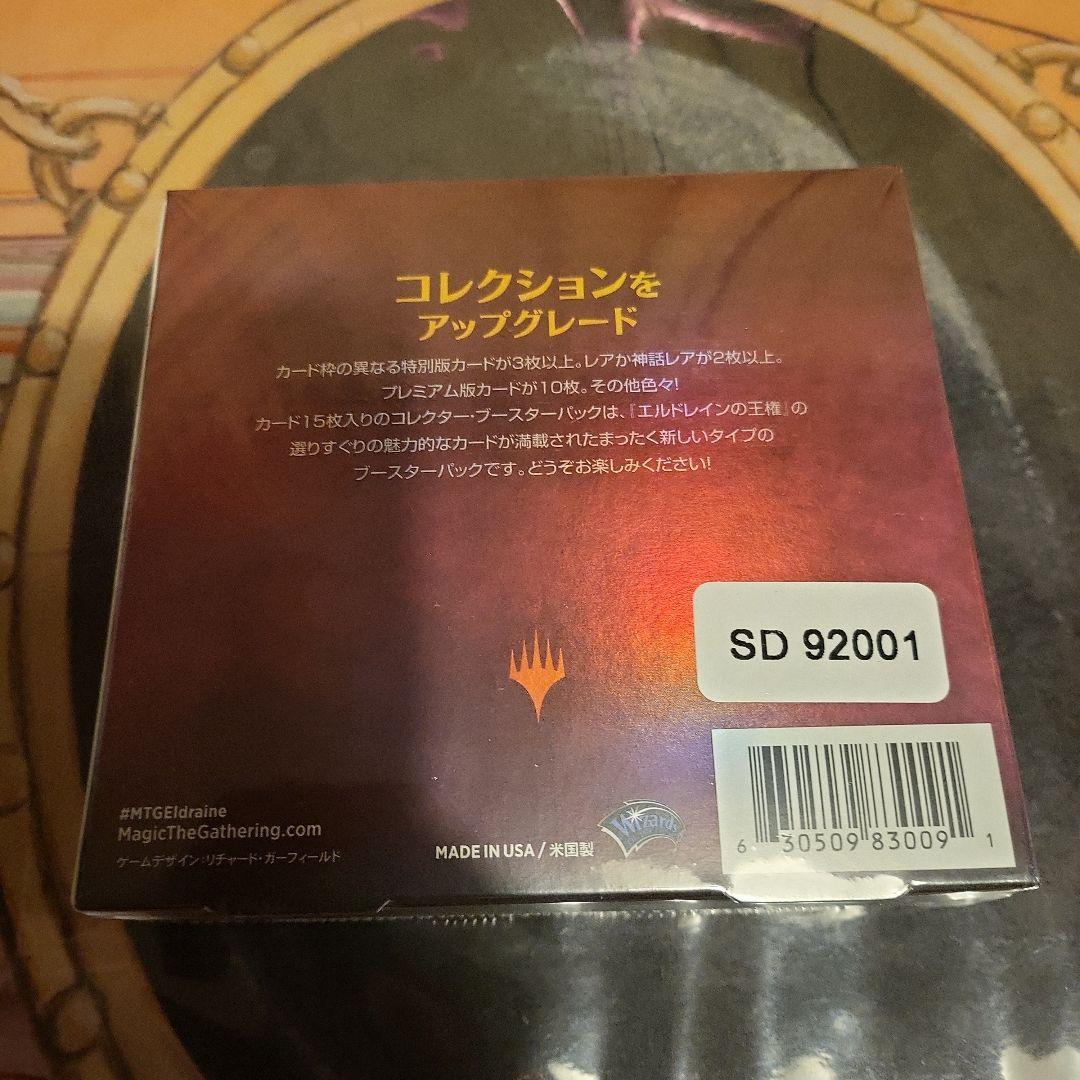 コレクションを
アップグレード
カード枠の異なる特別版カードが3枚以上。レアか神話レアが2枚以上。
プレミアム版カードが10枚。その他色々!
カード15枚入りのコレクター・ブースターパックは、『エルドレインの王権』の
選りすぐりの魅力的なカードが満載されたまったく新しいタイプの
ブースターパックです。どうぞお楽しみください!
SD 92001
#MTGEldraine
MagicTheGathering.com
ゲームデザイン:リチャード・ガーフィールド
MADE IN USA / 米国製
Wizards
6 30509 83009 1